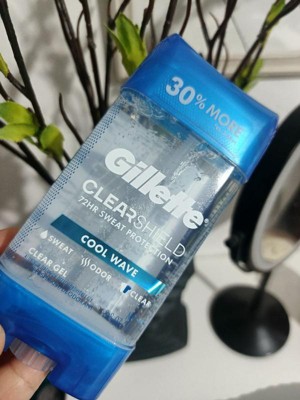 30% MORE
Gillette
CLEARSHIELD
72HR SWEAT PROTECTION
COOL WAVE
SWEAT ODOR CLEAR
CLEAR GEL